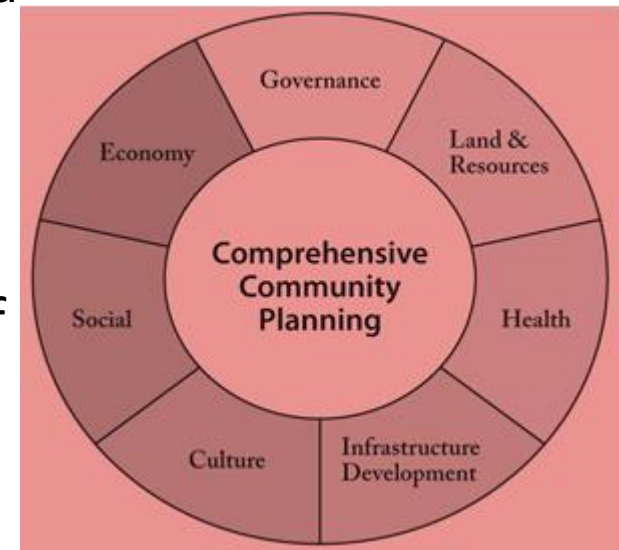 Governance
Land &
Resources
Health
Infrastructure
Development
Culture
Social
Economy
Comprehensive
Community
Planning